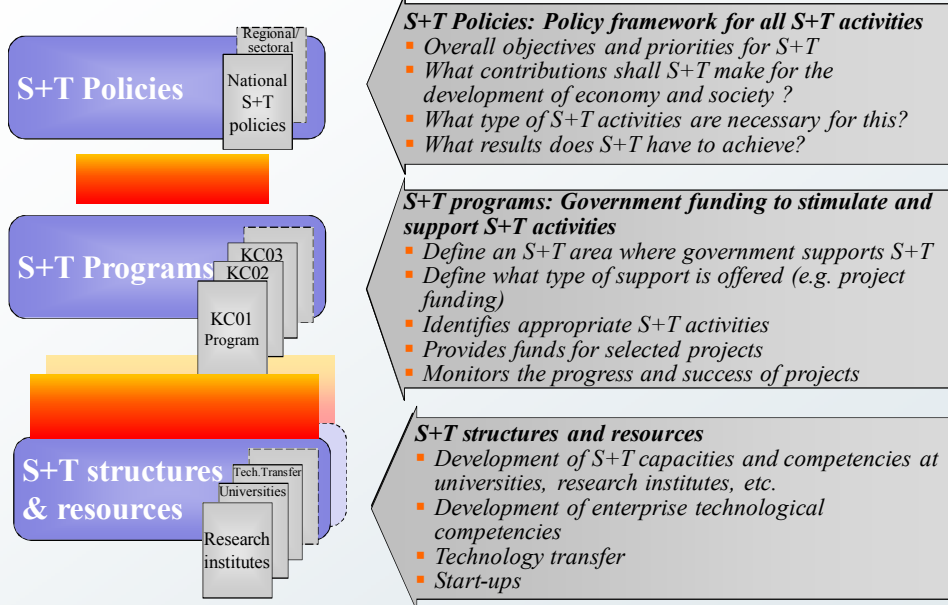 S+T Policies
Regional/
sectoral
National
S+T
policies
S+T Policies: Policy framework for all S+T activities
Overall objectives and priorities for S+T
What contributions shall S+T make for the
development of economy and society ?
What type of S+T activities are necessary for this?
What results does S+T have to achieve?
S+T Programs
KC03
KC02
KC01
Program
S+T programs: Government funding to stimulate and
support S+T activities
Define an S+T area where government supports S+T
Define what type of support is offered (e.g. project
funding)
Identifies appropriate S+T activities
Provides funds for selected projects
Monitors the progress and success of projects
S+T structures
& resources
Tech.Transfer
Universities
Research
institutes
S+T structures and resources
Development of S+T capacities and competencies at
universities, research institutes, etc.
Development of enterprise technological
competencies
Technology transfer
Start-ups